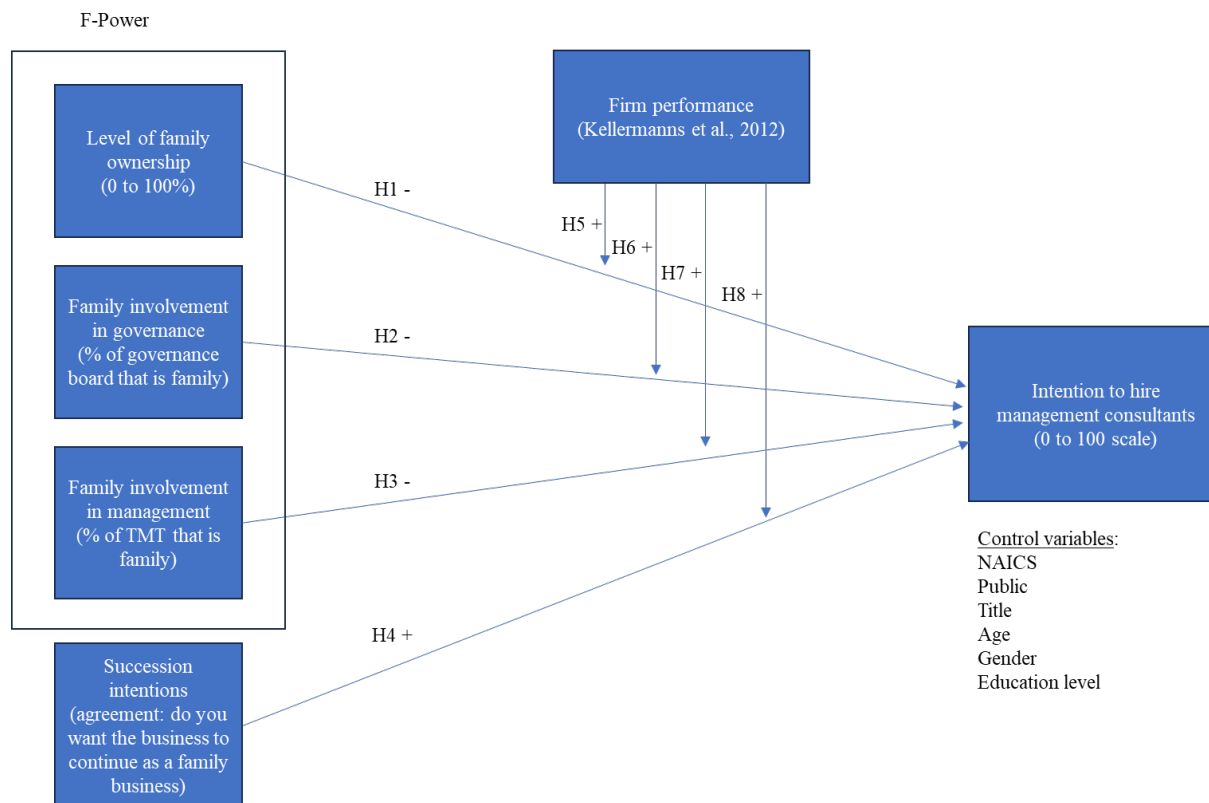 F-Power
Level of family
ownership
(0 to 100%)
Family involvement
in governance
(% of governance
board that is family)
Family involvement
in management
(% of TMT that is
family)
Succession
intentions
(agreement: do you
want the business to
continue as a family
business)
H1 -
H2 -
H3 -
H4 +
Firm performance
(Kellermanns et al., 2012)
H5 +
H6 +
H7 +
H8 +
Intention to hire
management consultants
(0 to 100 scale)
Control variables:
NAICS
Public
Title
Age
Gender
Education level